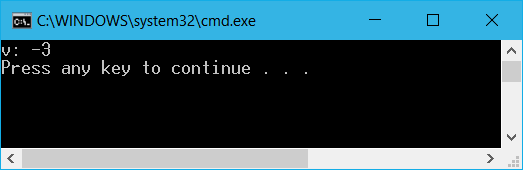 C:\WINDOWS\system32\cmd.exe
v: -3
Press any key to continue . . .